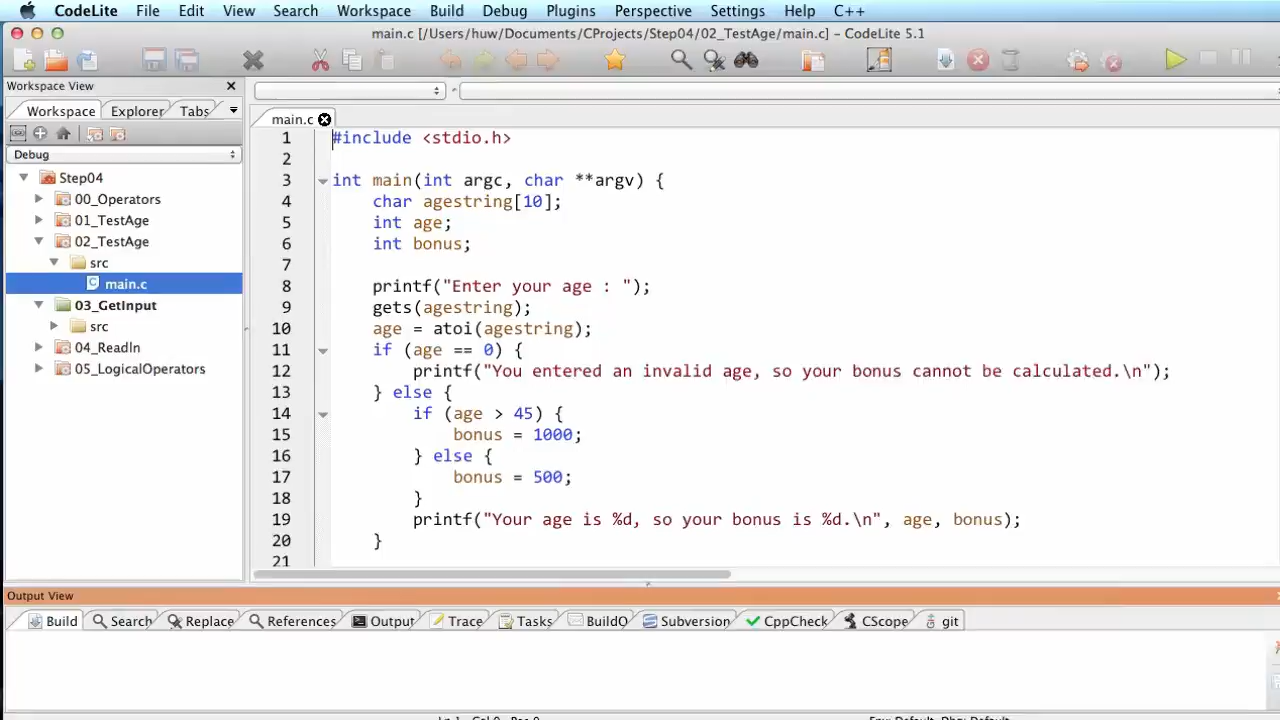 CodeLite File Edit View Search Workspace Build Debug Plugins Perspective Settings Help C++
main.c [/Users/huw/Documents/CProjects/Step04/02_TestAge/main.c] - CodeLite 5.1
Workspace View
Workspace Explorer Tabs
Debug
Step04
00_Operators
01_TestAge
02_TestAge
src
main.c
03_GetInput
src
04_ReadIn
05_LogicalOperators
main.c
1 #include <stdio.h>
2
3 int main(int argc, char **argv) {
4 char agestring[10];
5 int age;
6 int bonus;
7
8 printf("Enter your age : ");
9 gets(agestring);
10 age = atoi(agestring);
11 if (age == 0) {
12 printf("You entered an invalid age, so your bonus cannot be calculated.\n");
13 } else {
14 if (age > 45) {
15 bonus = 1000;
16 } else {
17 bonus = 500;
18 }
19 printf("Your age is %d, so your bonus is %d.\n", age, bonus);
20 }
21
Output View
Build Search Replace References Output Trace Tasks BuildQ Subversion CppCheck CScope git